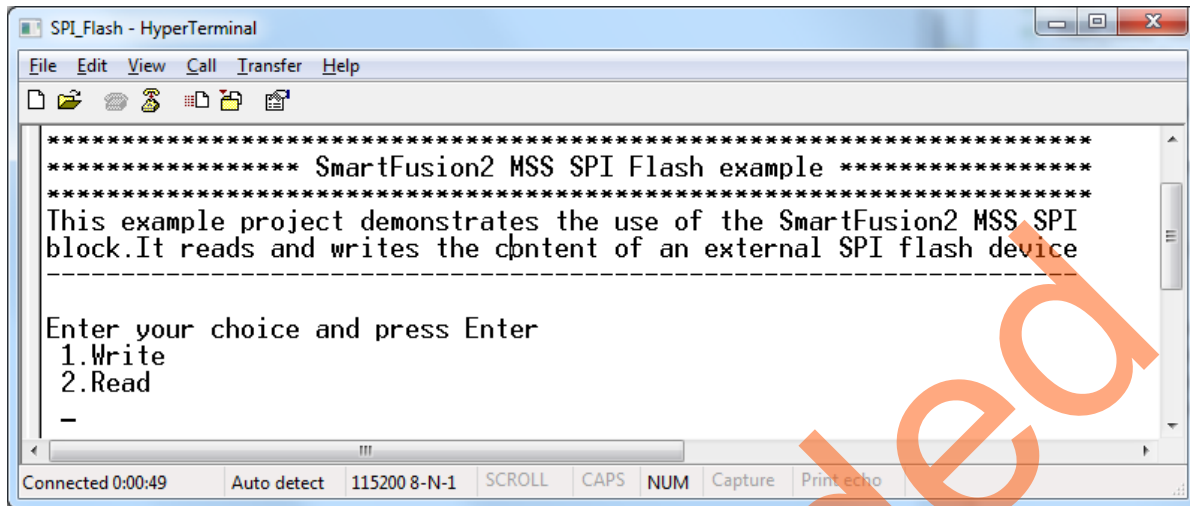 SPI_Flash - HyperTerminal
File Edit View Call Transfer Help
**********************************************************************
***************** SmartFusion2 MSS SPI Flash example *****************
**********************************************************************
This example project demonstrates the use of the SmartFusion2 MSS SPI
block.It reads and writes the content of an external SPI flash device
---------------------------------------------------------------------
Enter your choice and press Enter
1.Write
2.Read
_
Connected 0:00:49 Auto detect 115200 8-N-1 SCROLL CAPS NUM Capture Print echo
ded